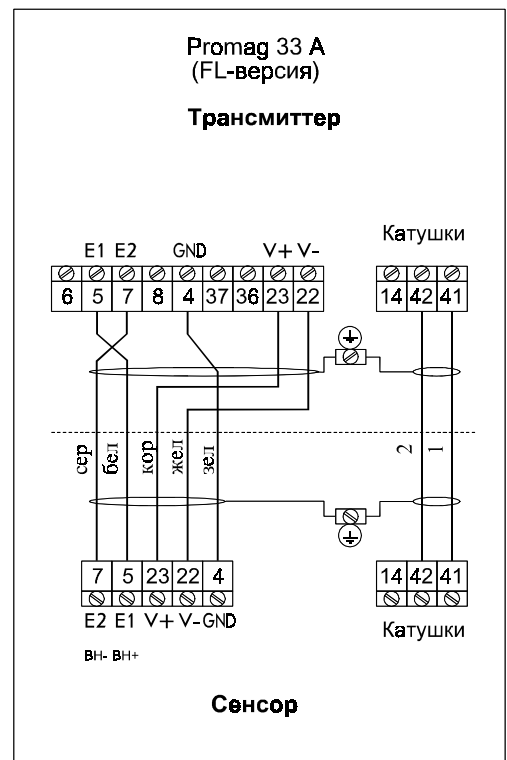 Promag 33 A
(FL-версия)
Трансмиттер
Катушки
E1 E2 GND V+ V-
6 5 7 8 4 37 36 23 22
14 42 41
сер
бел
кор
жел
зел
2
1
7 5 23 22 4
14 42 41
E2 E1 V+ V- GND
Катушки
ВН- ВН+
Сенсор